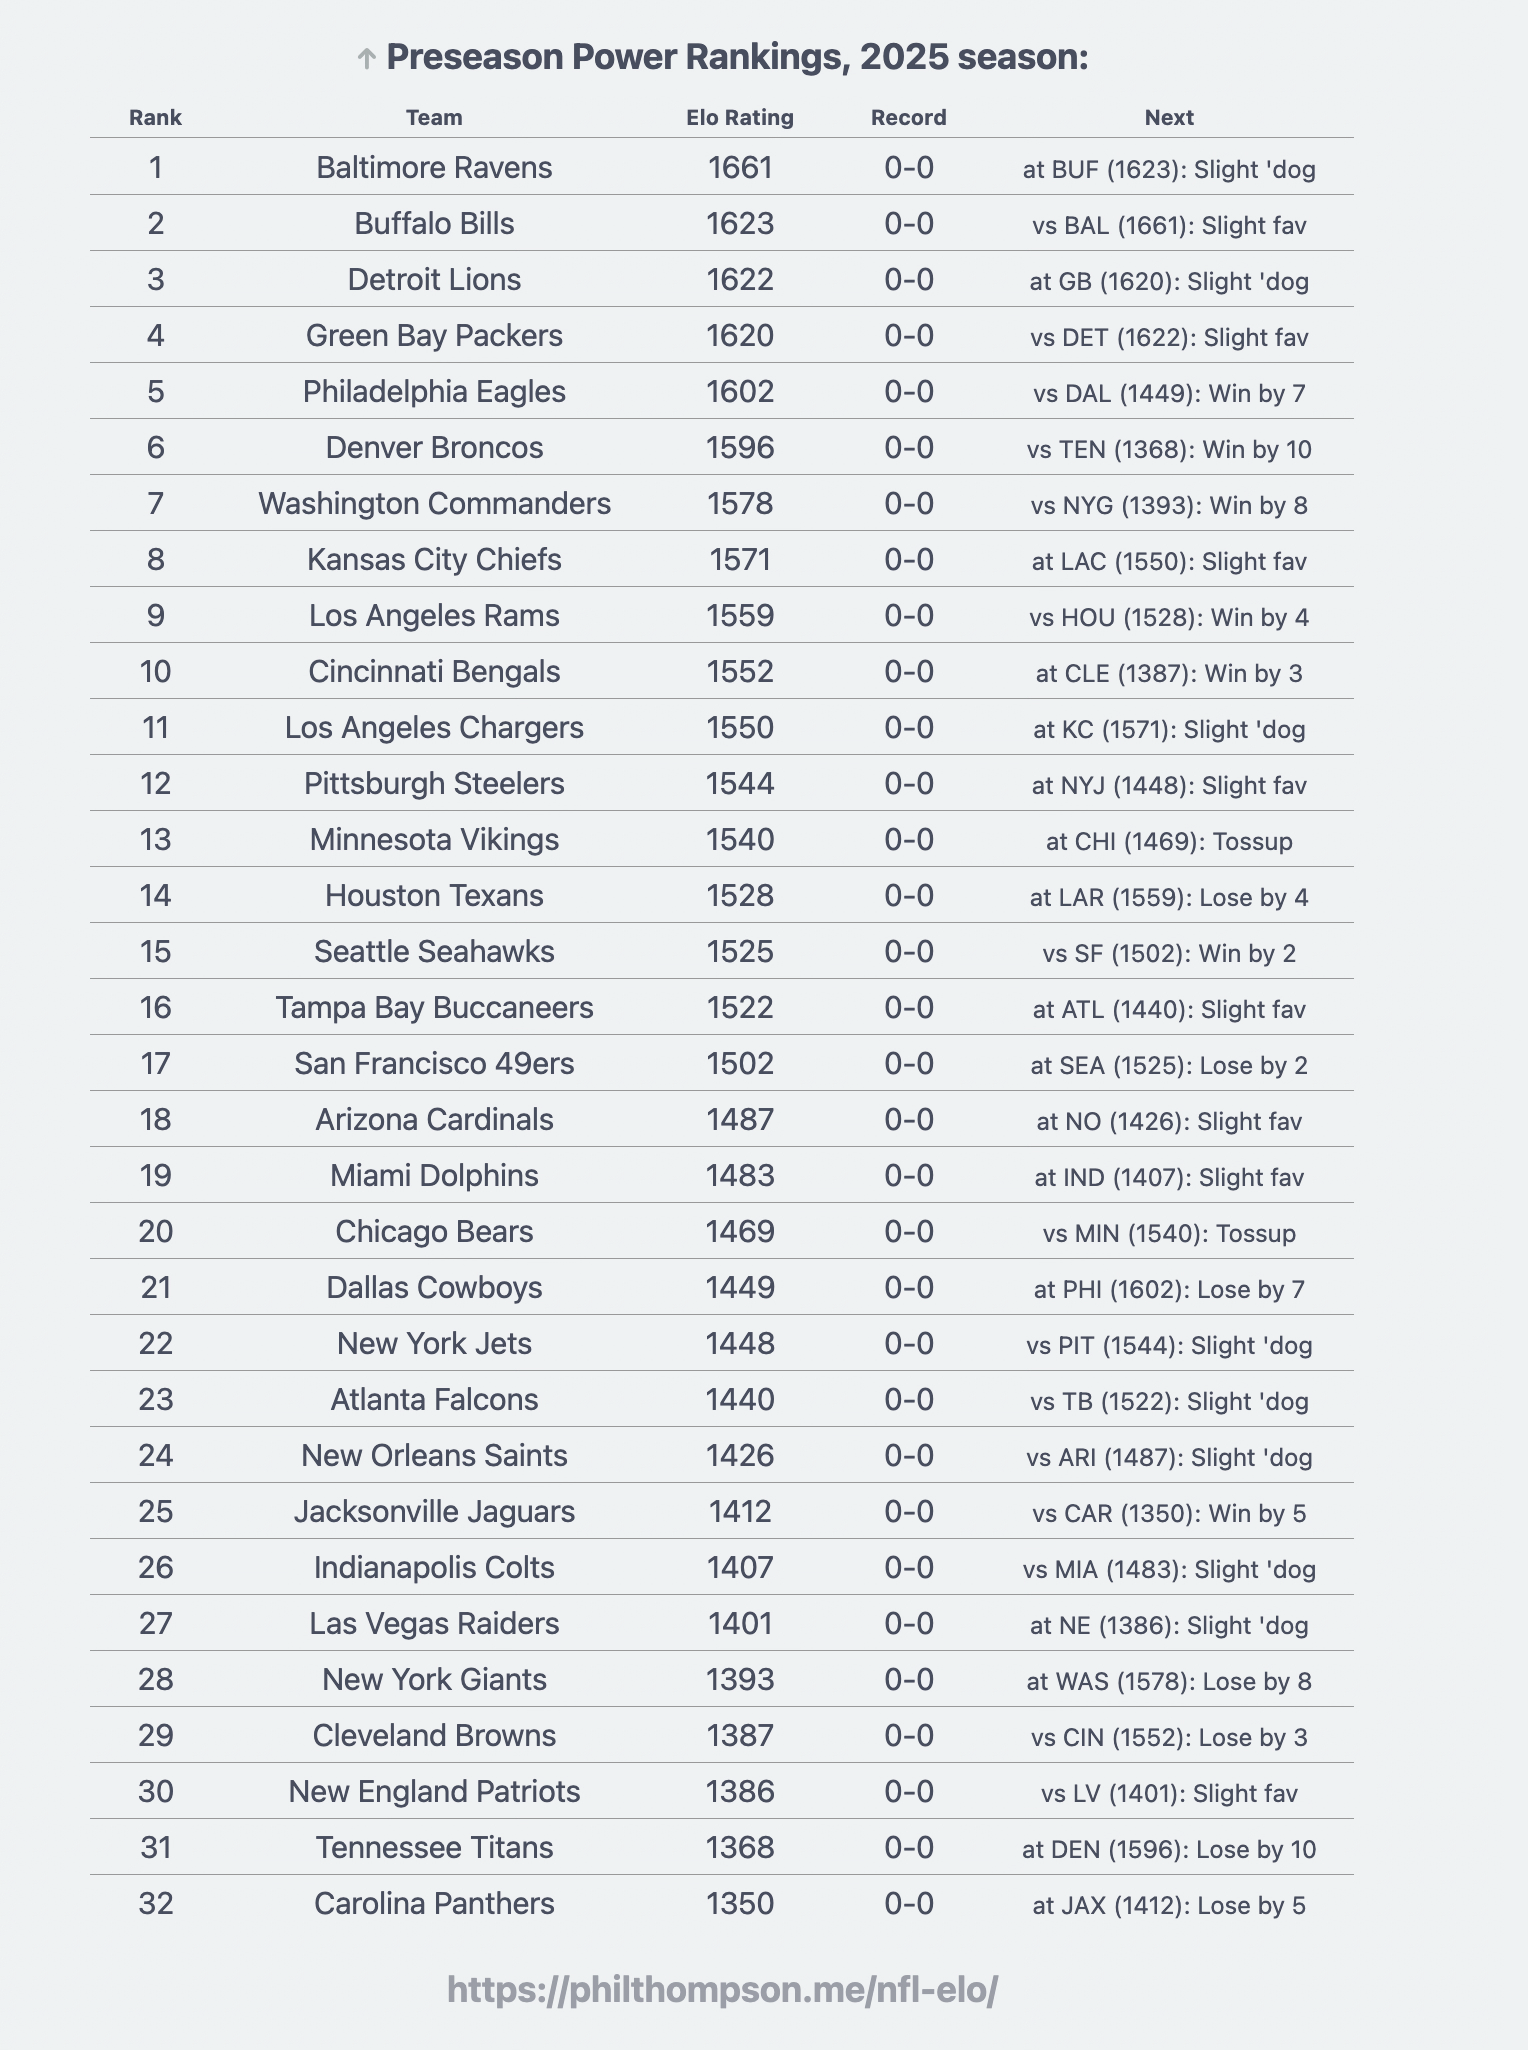 ↑ Preseason Power Rankings, 2025 season:
Rank Team Elo Rating Record Next
1 Baltimore Ravens 1661 0-0 at BUF (1623): Slight 'dog
2 Buffalo Bills 1623 0-0 vs BAL (1661): Slight fav
3 Detroit Lions 1622 0-0 at GB (1620): Slight 'dog
4 Green Bay Packers 1620 0-0 vs DET (1622): Slight fav
5 Philadelphia Eagles 1602 0-0 vs DAL (1449): Win by 7
6 Denver Broncos 1596 0-0 vs TEN (1368): Win by 10
7 Washington Commanders 1578 0-0 vs NYG (1393): Win by 8
8 Kansas City Chiefs 1571 0-0 at LAC (1550): Slight fav
9 Los Angeles Rams 1559 0-0 vs HOU (1528): Win by 4
10 Cincinnati Bengals 1552 0-0 at CLE (1387): Win by 3
11 Los Angeles Chargers 1550 0-0 at KC (1571): Slight 'dog
12 Pittsburgh Steelers 1544 0-0 at NYJ (1448): Slight fav
13 Minnesota Vikings 1540 0-0 at CHI (1469): Tossup
14 Houston Texans 1528 0-0 at LAR (1559): Lose by 4
15 Seattle Seahawks 1525 0-0 vs SF (1502): Win by 2
16 Tampa Bay Buccaneers 1522 0-0 at ATL (1440): Slight fav
17 San Francisco 49ers 1502 0-0 at SEA (1525): Lose by 2
18 Arizona Cardinals 1487 0-0 at NO (1426): Slight fav
19 Miami Dolphins 1483 0-0 at IND (1407): Slight fav
20 Chicago Bears 1469 0-0 vs MIN (1540): Tossup
21 Dallas Cowboys 1449 0-0 at PHI (1602): Lose by 7
22 New York Jets 1448 0-0 vs PIT (1544): Slight 'dog
23 Atlanta Falcons 1440 0-0 vs TB (1522): Slight 'dog
24 New Orleans Saints 1426 0-0 vs ARI (1487): Slight 'dog
25 Jacksonville Jaguars 1412 0-0 vs CAR (1350): Win by 5
26 Indianapolis Colts 1407 0-0 vs MIA (1483): Slight 'dog
27 Las Vegas Raiders 1401 0-0 at NE (1386): Slight 'dog
28 New York Giants 1393 0-0 at WAS (1578): Lose by 8
29 Cleveland Browns 1387 0-0 vs CIN (1552): Lose by 3
30 New England Patriots 1386 0-0 vs LV (1401): Slight fav
31 Tennessee Titans 1368 0-0 at DEN (1596): Lose by 10
32 Carolina Panthers 1350 0-0 at JAX (1412): Lose by 5
https://philthompson.me/nfl-elo/